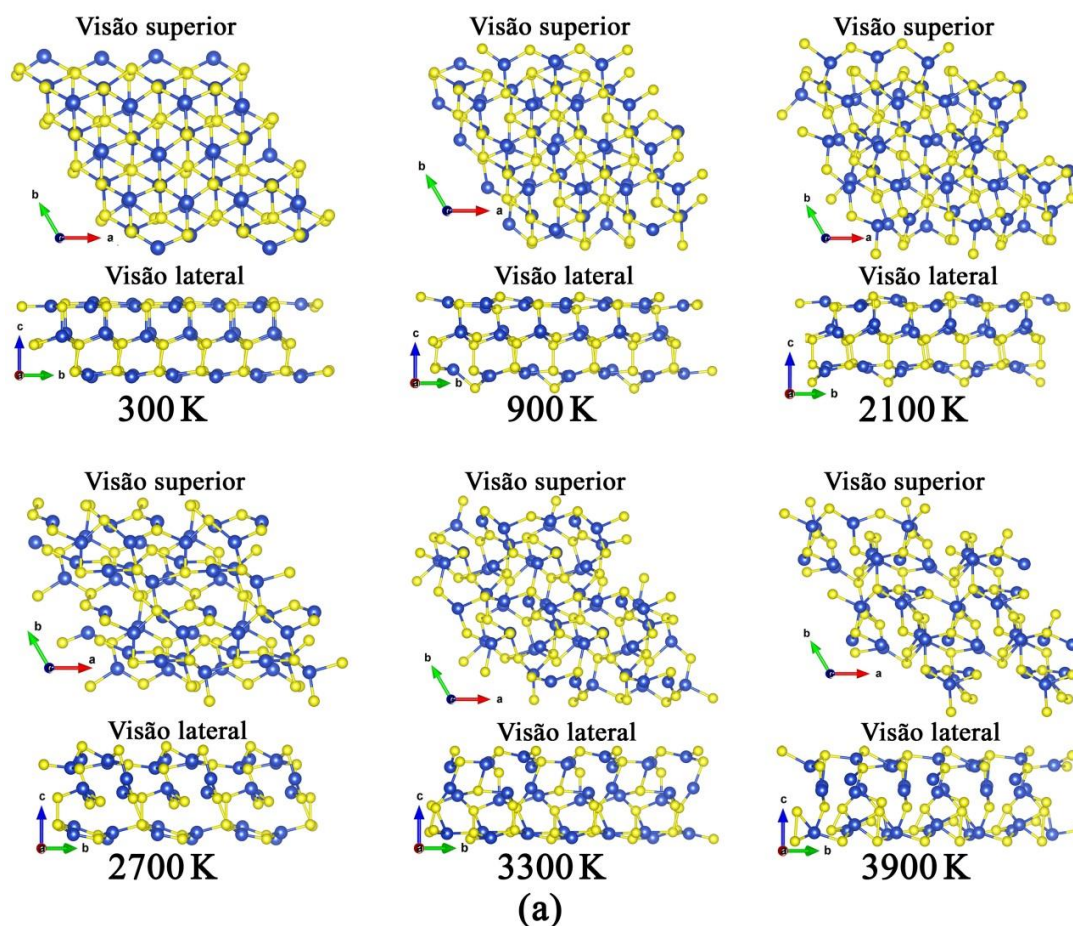 Visão superior
Visão superior
Visão superior
b
a
b
a
b
a
Visão lateral
Visão lateral
Visão lateral
c
a
b
c
a
b
c
a
b
300 K
900 K
2100 K
Visão superior
Visão superior
Visão superior
b
a
b
a
b
a
Visão lateral
Visão lateral
Visão lateral
c
a
b
c
a
b
c
a
b
2700 K
3300 K
3900 K
(a)